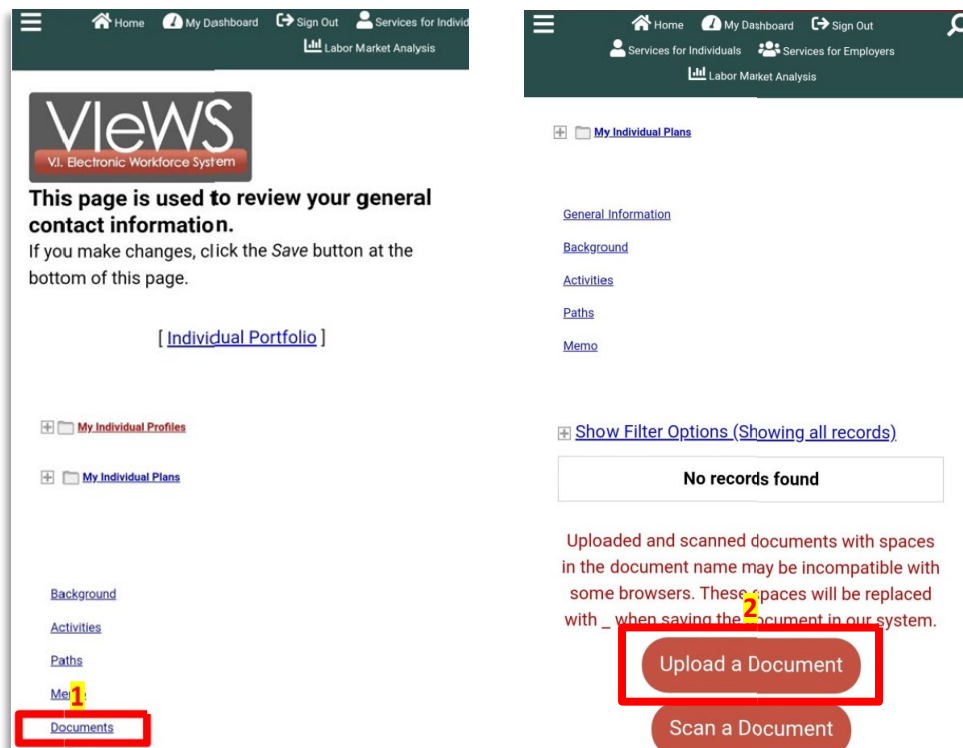 Home My Dashboard Sign Out Services for Individ
Labor Market Analysis
VIeWS
V.I. Electronic Workforce System
This page is used to review your general
contact information.
If you make changes, click the Save button at the
bottom of this page.
[ Individual Portfolio ]
My Individual Profiles
My Individual Plans
Background
Activities
Paths
Me
1
Documents
Home My Dashboard Sign Out
Services for Individuals Services for Employers
Labor Market Analysis
My Individual Plans
General Information
Background
Activities
Paths
Memo
Show Filter Options (Showing all records)
No records found
Uploaded and scanned documents with spaces
in the document name may be incompatible with
some browsers. These spaces will be replaced
2
with _ when saving the document in our system.
Upload a Document
Scan a Document